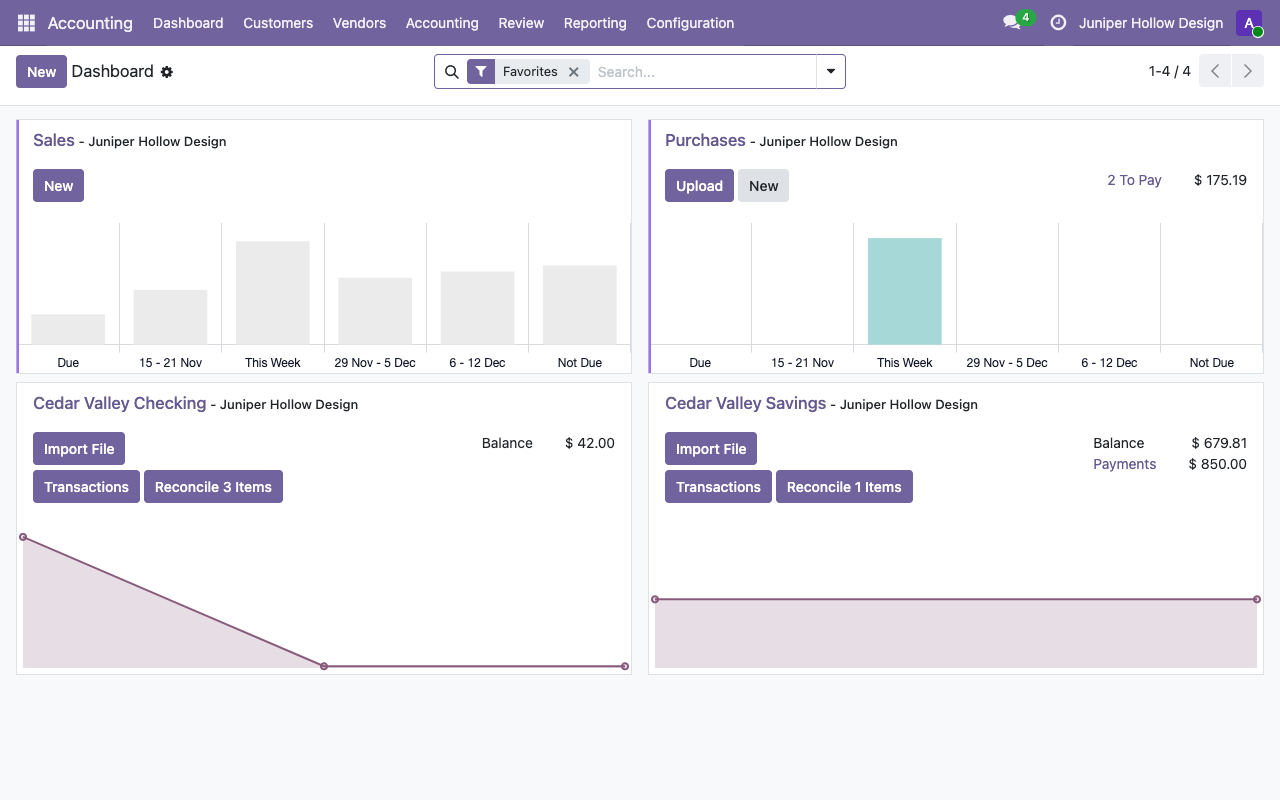 Accounting Dashboard Customers Vendors Accounting Review Reporting Configuration 4 Juniper Hollow Design A
New Dashboard Favorites Search... 1-4 / 4
Sales - Juniper Hollow Design
New
Due 15 - 21 Nov This Week 29 Nov - 5 Dec 6 - 12 Dec Not Due
Purchases - Juniper Hollow Design
Upload New 2 To Pay $ 175.19
Due 15 - 21 Nov This Week 29 Nov - 5 Dec 6 - 12 Dec Not Due
Cedar Valley Checking - Juniper Hollow Design
Import File Balance $ 42.00
Transactions Reconcile 3 Items
Cedar Valley Savings - Juniper Hollow Design
Import File Balance $ 679.81
Payments $ 850.00
Transactions Reconcile 1 Items